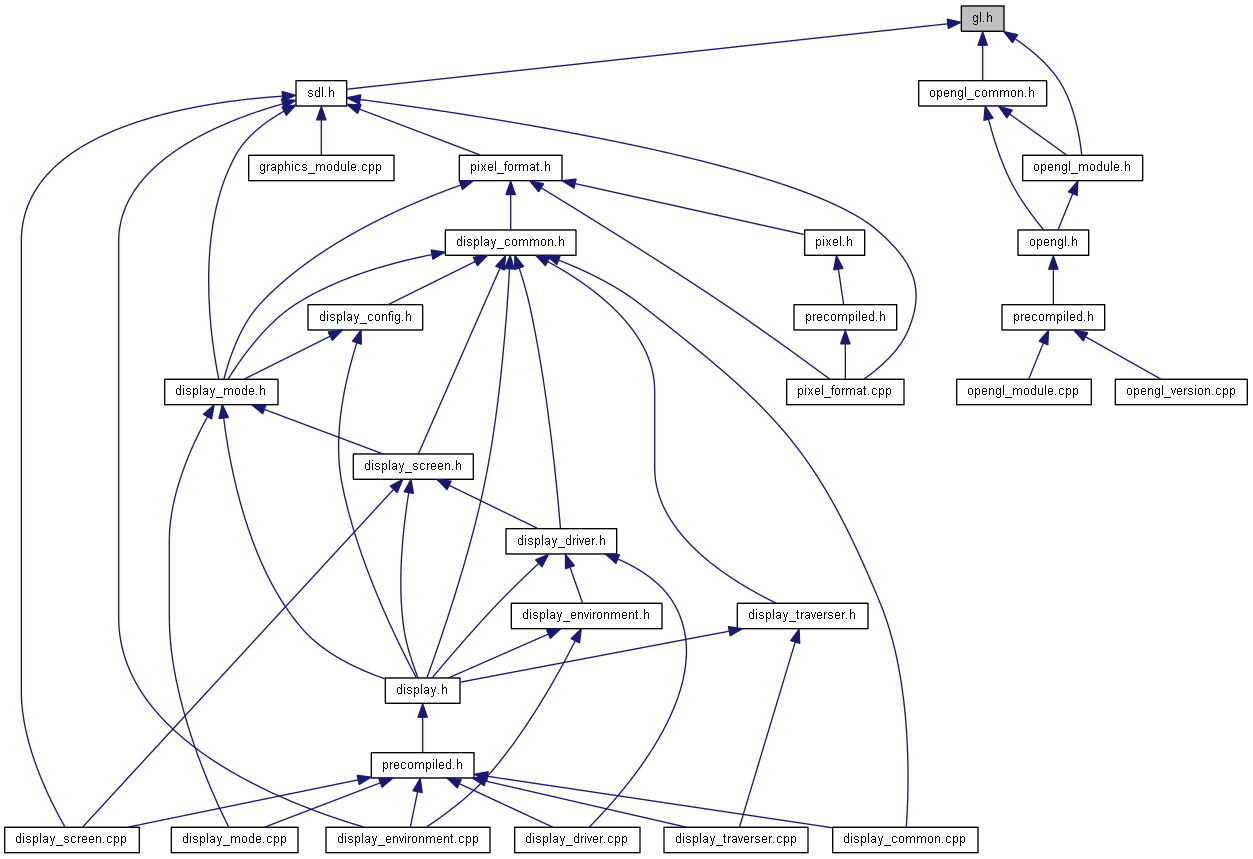 gl.h
sdl.h
opengl_common.h
graphics_module.cpp
pixel_format.h
opengl_module.h
display_common.h
pixel.h
opengl.h
display_config.h
precompiled.h
precompiled.h
display_mode.h
pixel_format.cpp
opengl_module.cpp
opengl_version.cpp
display_screen.h
display_driver.h
display_environment.h
display_traverser.h
display.h
precompiled.h
display_screen.cpp
display_mode.cpp
display_environment.cpp
display_driver.cpp
display_traverser.cpp
display_common.cpp